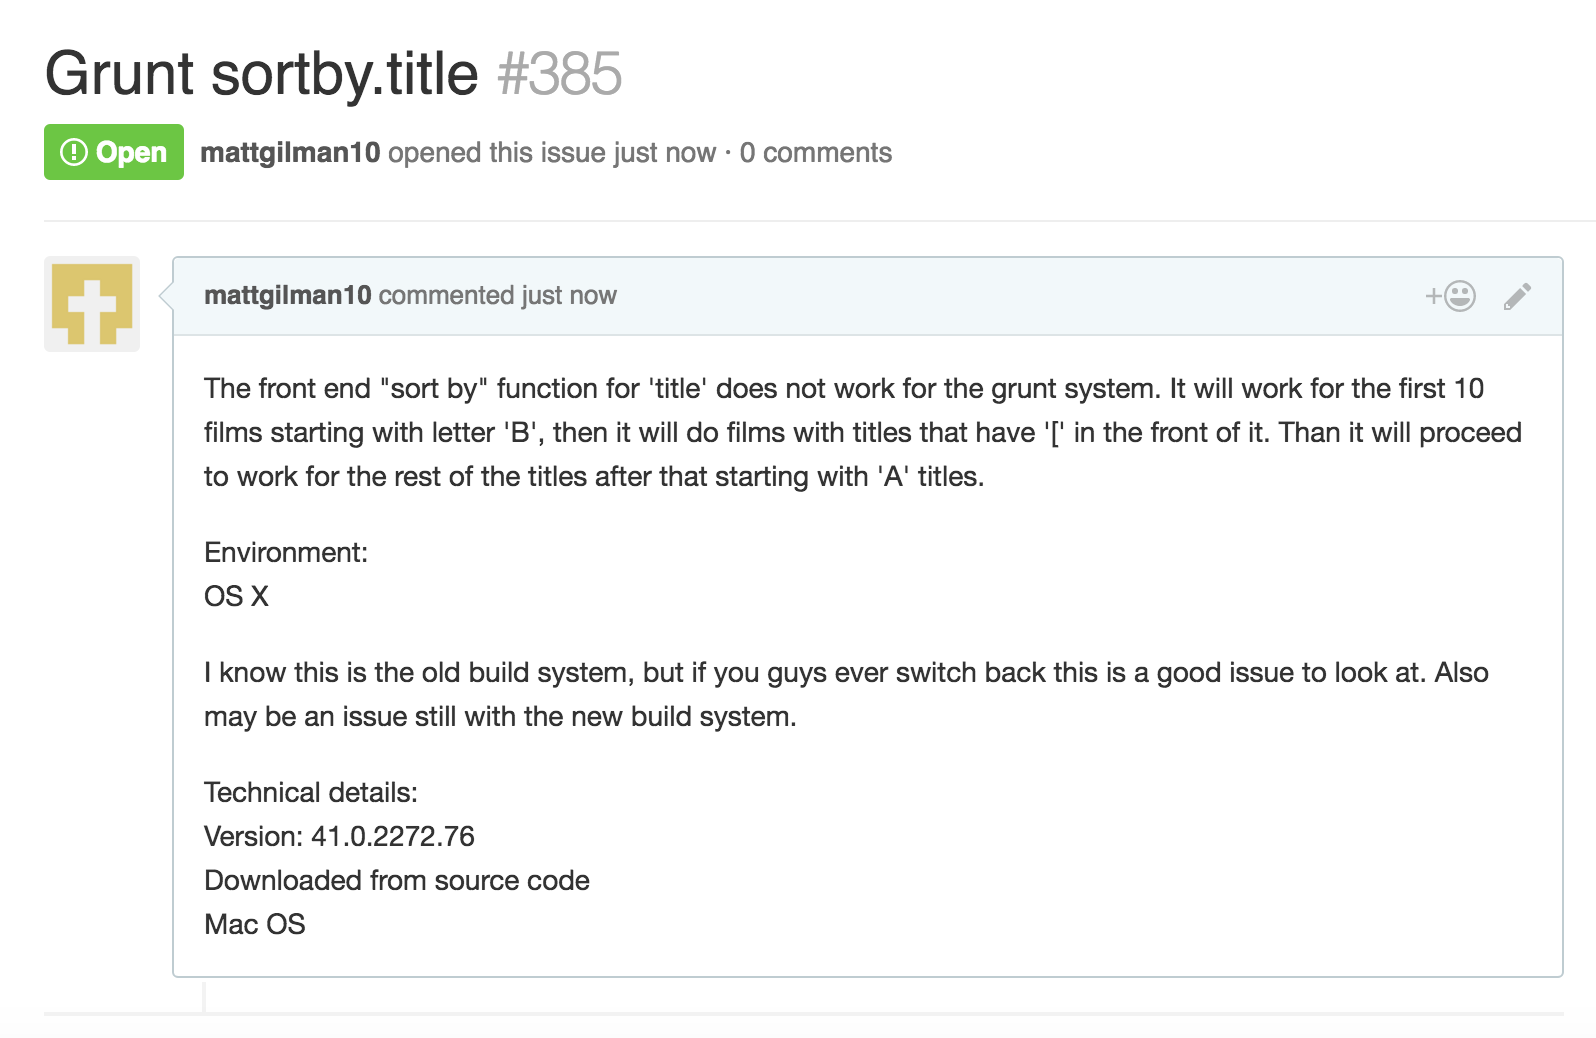 Grunt sortby.title #385
Open mattgilman10 opened this issue just now · 0 comments
mattgilman10 commented just now
The front end "sort by" function for 'title' does not work for the grunt system. It will work for the first 10
films starting with letter 'B', then it will do films with titles that have '[' in the front of it. Than it will proceed
to work for the rest of the titles after that starting with 'A' titles.
Environment:
OS X
I know this is the old build system, but if you guys ever switch back this is a good issue to look at. Also
may be an issue still with the new build system.
Technical details:
Version: 41.0.2272.76
Downloaded from source code
Mac OS